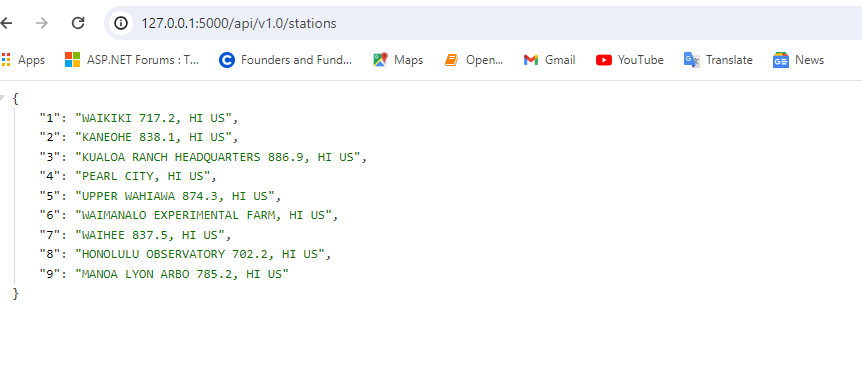 127.0.0.1:5000/api/v1.0/stations
Apps ASP.NET Forums : T... Founders and Fund... Maps Open... Gmail YouTube Translate News
{
"1": "WAIKIKI 717.2, HI US",
"2": "KANEOHE 838.1, HI US",
"3": "KUALOA RANCH HEADQUARTERS 886.9, HI US",
"4": "PEARL CITY, HI US",
"5": "UPPER WAHIAWA 874.3, HI US",
"6": "WAIMANALO EXPERIMENTAL FARM, HI US",
"7": "WAIHEE 837.5, HI US",
"8": "HONOLULU OBSERVATORY 702.2, HI US",
"9": "MANOA LYON ARBO 785.2, HI US"
}